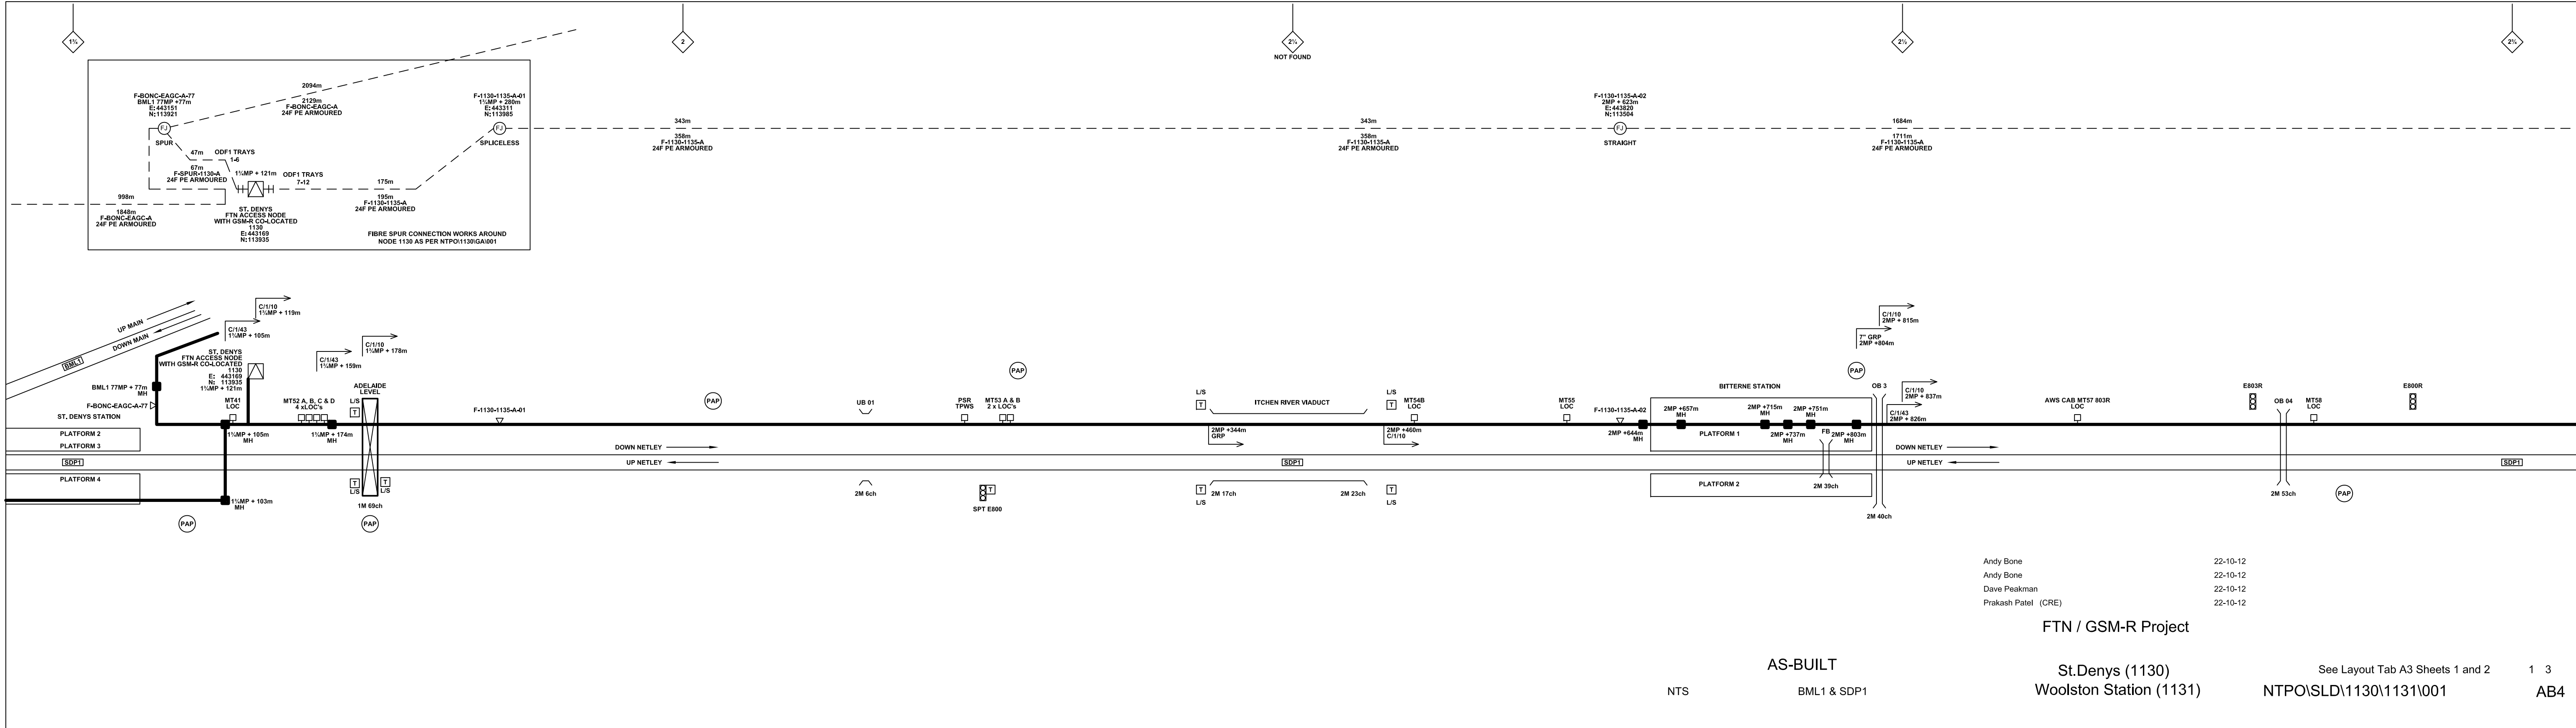 1¾
2
2¼
NOT FOUND
2½
2¾
2094m
2129m
F-BONC-EAGC-A
24F PE ARMOURED
F-BONC-EAGC-A-77
BML1 77MP +77m
E: 443151
N: 113921
FJ
SPUR
47m
ODF1 TRAYS
1-6
67m
F-SPUR-1130-A
24F PE ARMOURED
1¾MP + 121m
ODF1 TRAYS
7-12
175m
195m
F-1130-1135-A
24F PE ARMOURED
998m
1848m
F-BONC-EAGC-A
24F PE ARMOURED
ST. DENYS
FTN ACCESS NODE
WITH GSM-R CO-LOCATED
1130
E: 443169
N: 113935
FIBRE SPUR CONNECTION WORKS AROUND
NODE 1130 AS PER NTPO\1130\GA\001
F-1130-1135-A-01
1¾MP + 280m
E: 443311
N: 113985
FJ
SPLICELESS
343m
358m
F-1130-1135-A
24F PE ARMOURED
343m
358m
F-1130-1135-A
24F PE ARMOURED
F-1130-1135-A-02
2MP + 623m
E: 443820
N: 113504
FJ
STRAIGHT
1684m
1711m
F-1130-1135-A
24F PE ARMOURED
UP MAIN
DOWN MAIN
BML1
C/1/10
1¾MP + 119m
C/1/43
1¾MP + 105m
ST. DENYS
FTN ACCESS NODE
WITH GSM-R CO-LOCATED
1130
E: 443169
N: 113935
1¾MP + 121m
BML1 77MP + 77m
MH
F-BONC-EAGC-A-77
ST. DENYS STATION
PLATFORM 2
PLATFORM 3
SDP1
PLATFORM 4
MT41
LOC
1¾MP + 105m
MH
1¾MP + 103m
MH
PAP
MT52 A, B, C & D
4 xLOC's
1¾MP + 174m
MH
C/1/43
1¾MP + 159m
C/1/10
1¾MP + 178m
ADELAIDE
LEVEL
L/S
T
T
L/S
T
L/S
1M 69ch
PAP
F-1130-1135-A-01
DOWN NETLEY
UP NETLEY
PAP
UB 01
2M 6ch
PSR
TPWS
MT53 A & B
2 x LOC's
PAP
T
SPT E800
L/S
T
ITCHEN RIVER VIADUCT
2MP +344m
GRP
T
L/S
2M 17ch
2M 23ch
SDP1
L/S
T
MT54B
LOC
2MP +460m
C/1/10
T
L/S
MT55
LOC
F-1130-1135-A-02
2MP +644m
MH
BITTERNE STATION
2MP +657m
MH
PLATFORM 1
2MP +715m
MH
2MP +737m
MH
2MP +751m
MH
FB
2MP +803m
MH
PLATFORM 2
2M 39ch
PAP
7" GRP
2MP +804m
C/1/10
2MP + 815m
OB 3
C/1/10
2MP + 837m
C/1/43
2MP + 826m
2M 40ch
DOWN NETLEY
UP NETLEY
AWS CAB MT57 803R
LOC
E803R
OB 04
2M 53ch
MT58
LOC
PAP
E800R
SDP1
Andy Bone 22-10-12
Andy Bone 22-10-12
Dave Peakman 22-10-12
Prakash Patel (CRE) 22-10-12
FTN / GSM-R Project
AS-BUILT
NTS
BML1 & SDP1
St.Denys (1130)
Woolston Station (1131)
See Layout Tab A3 Sheets 1 and 2
1 3
NTPO\SLD\1130\1131\001
AB4